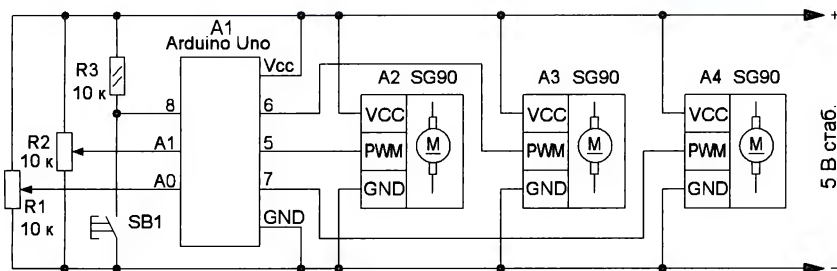 A1
Arduino Uno
Vcc
R3
10 к
8
6
R2
10 к
A1
5
A0
7
R1
10 к
SB1
GND
A2 SG90
VCC
PWM
GND
M
A3 SG90
VCC
PWM
GND
M
A4 SG90
VCC
PWM
GND
M
+
5 В стаб.
-